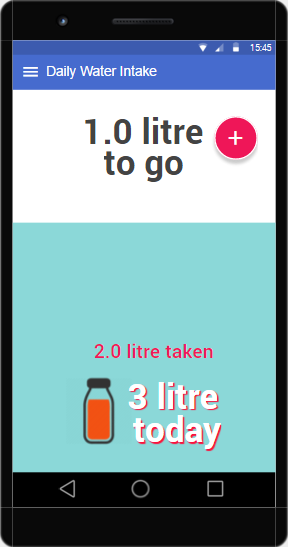 15:45
Daily Water Intake
1.0 litre
to go
+
2.0 litre taken
3 litre
today